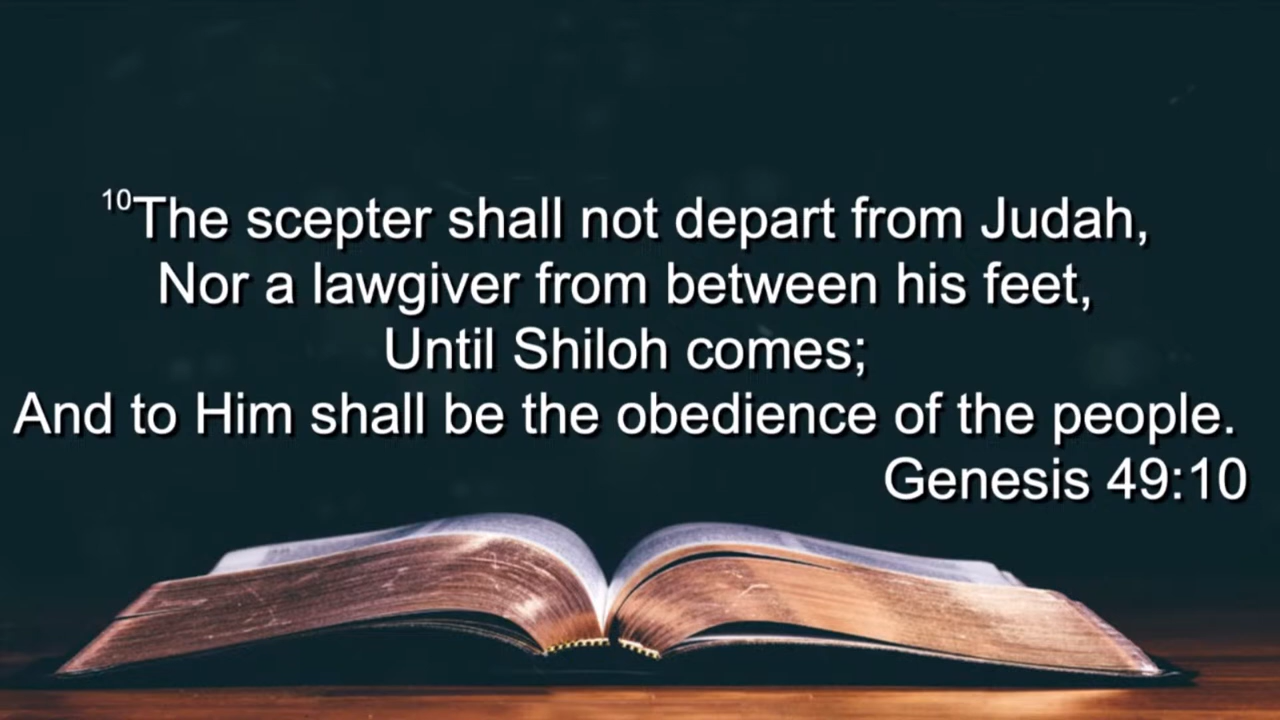 10The scepter shall not depart from Judah,
Nor a lawgiver from between his feet,
Until Shiloh comes;
And to Him shall be the obedience of the people.
Genesis 49:10